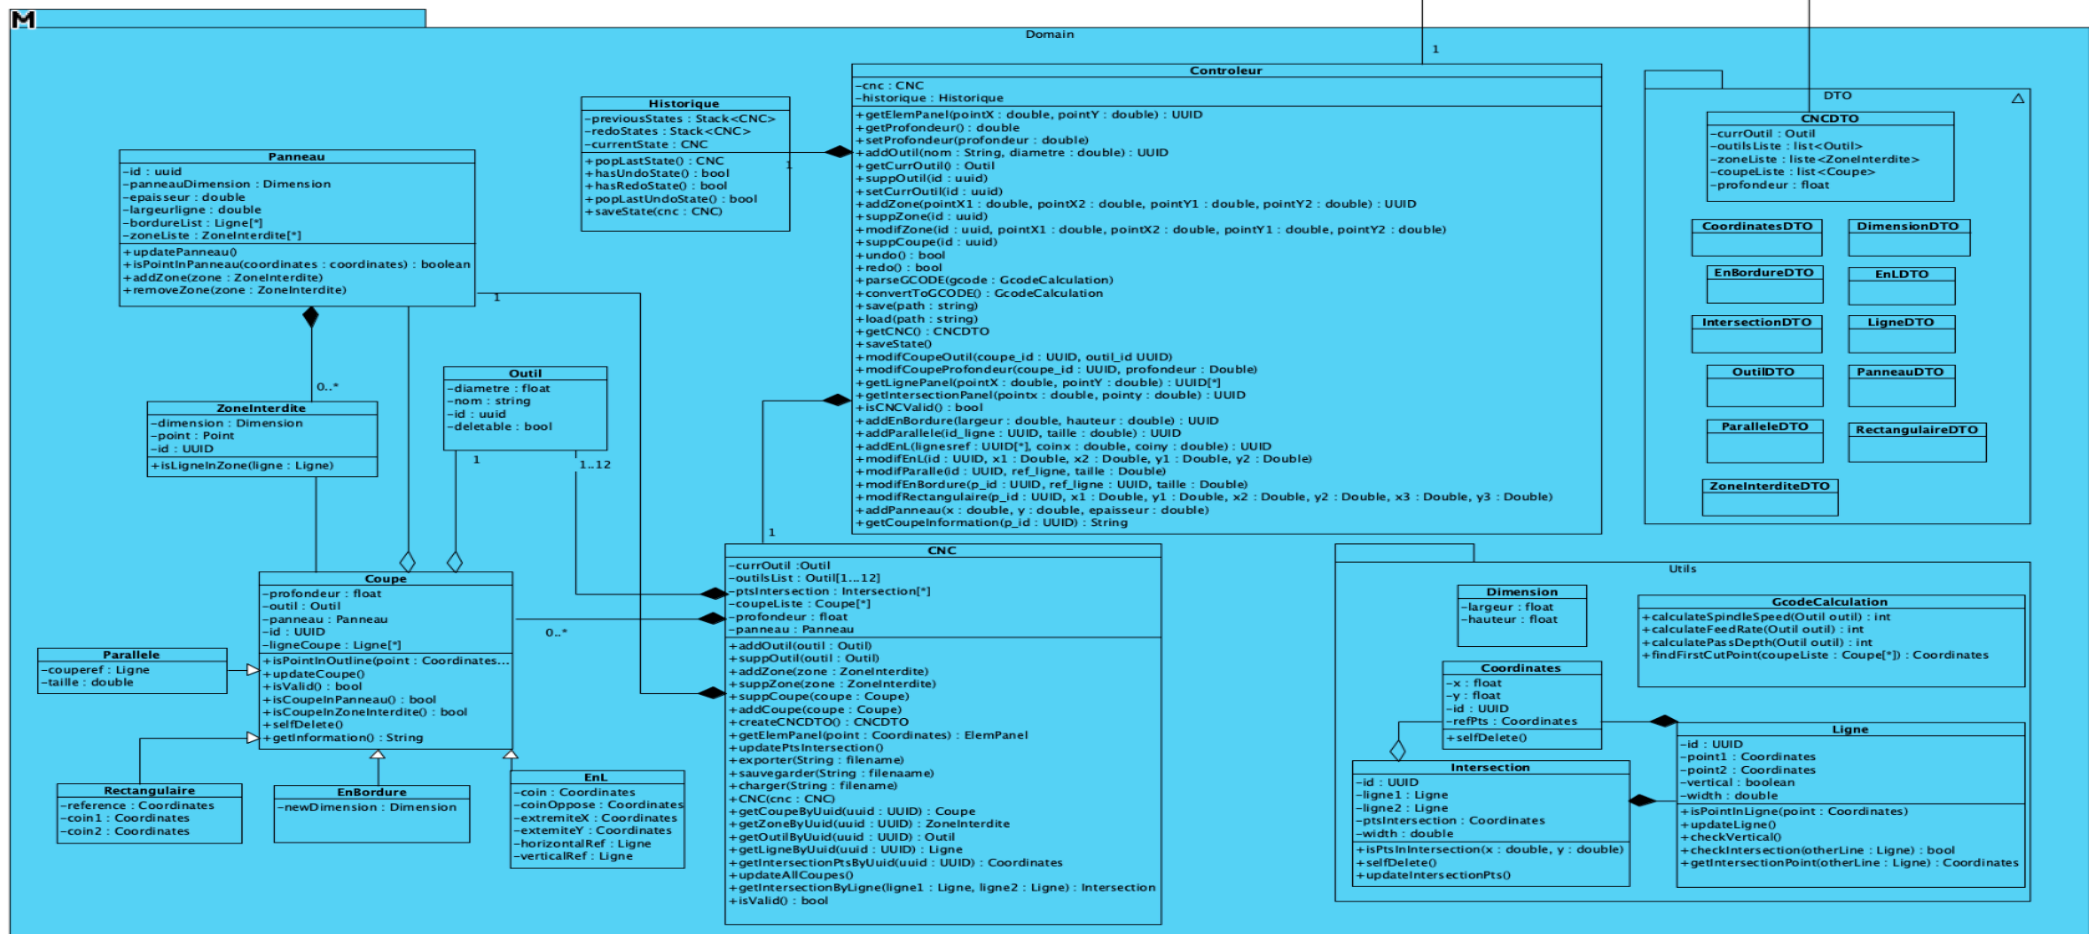 M
Domain
1
Controleur
-cnc : CNC
-historique : Historique
+getElemPanel(pointX : double, pointY : double) : UUID
+getProfondeur() : double
+setProfondeur(profondeur : double)
+addOutil(nom : String, diametre : double) : UUID
+getCurrOutil() : Outil
+suppOutil(id : uuid)
+setCurrOutil(id : uuid)
+addZone(pointX1 : double, pointX2 : double, pointY1 : double, pointY2 : double) : UUID
+suppZone(id : uuid)
+modifZone(id : uuid, pointX1 : double, pointX2 : double, pointY1 : double, pointY2 : double)
+suppCoupe(id : uuid)
+undo() : bool
+redo() : bool
+parseGCODE(gcode : GcodeCalculation)
+convertToGCODE() : GcodeCalculation
+save(path : string)
+load(path : string)
+getCNC() : CNCDTO
+saveState()
+modifCoupeOutil(coupe_id : UUID, outil_id UUID)
+modifCoupeProfondeur(coupe_id : UUID, profondeur : Double)
+getLignePanel(pointX : double, pointY : double) : UUID[*]
+getIntersectionPanel(pointx : double, pointy : double) : UUID
+isCNCValid() : bool
+addEnBordure(largeur : double, hauteur : double) : UUID
+addParallele(id_ligne : UUID, taille : double) : UUID
+addEnL(lignesref : UUID[*], coinx : double, coiny : double) : UUID
+modifEnL(id : UUID, x1 : Double, x2 : Double, y1 : Double, y2 : Double)
+modifParalle(id : UUID, ref_ligne, taille : Double)
+modifEnBordure(p_id : UUID, ref_ligne : UUID, taille : Double)
+modifRectangulaire(p_id : UUID, x1 : Double, y1 : Double, x2 : Double, y2 : Double, x3 : Double, y3 : Double)
+addPanneau(x : double, y : double, epaisseur : double)
+getCoupeInformation(p_id : UUID) : String
Historique
-previousStates : Stack<CNC>
-redoStates : Stack<CNC>
-currentState : CNC
+popLastState() : CNC
+hasUndoState() : bool
+hasRedoState() : bool
+popLastUndoState() : bool
+saveState(cnc : CNC)
1
Panneau
-id : uuid
-panneauDimension : Dimension
-epaisseur : double
-largeurligne : double
-bordureList : Ligne[*]
-zoneListe : ZoneInterdite[*]
+updatePanneau()
+isPointInPanneau(coordinates : coordinates) : boolean
+addZone(zone : ZoneInterdite)
+removeZone(zone : ZoneInterdite)
1
0..*
ZoneInterdite
-dimension : Dimension
-point : Point
-id : UUID
+isLigneInZone(ligne : Ligne)
Outil
-diametre : float
-nom : string
-id : uuid
-deletable : bool
1
1..12
1
0..*
Coupe
-profondeur : float
-outil : Outil
-panneau : Panneau
-id : UUID
-ligneCoupe : Ligne[*]
+isPointInOutline(point : Coordinates...
+updateCoupe()
+isValid() : bool
+isCoupeInPanneau() : bool
+isCoupeInZoneInterdite() : bool
+selfDelete()
+getInformation() : String
Parallele
-couperef : Ligne
-taille : double
Rectangulaire
-reference : Coordinates
-coin1 : Coordinates
-coin2 : Coordinates
EnBordure
-newDimension : Dimension
EnL
-coin : Coordinates
-coinOppose : Coordinates
-extremiteX : Coordinates
-extemiteY : Coordinates
-horizontalRef : Ligne
-verticalRef : Ligne
CNC
-currOutil :Outil
-outilsList : Outil[1...12]
-ptsIntersection : Intersection[*]
-coupeListe : Coupe[*]
-profondeur : float
-panneau : Panneau
+addOutil(outil : Outil)
+suppOutil(outil : Outil)
+addZone(zone : ZoneInterdite)
+suppZone(zone : ZoneInterdite)
+suppCoupe(coupe : Coupe)
+addCoupe(coupe : Coupe)
+createCNCDTO() : CNCDTO
+getElemPanel(point : Coordinates) : ElemPanel
+updatePtsIntersection()
+exporter(String : filename)
+sauvegarder(String : filenaame)
+charger(String : filename)
+CNC(cnc : CNC)
+getCoupeByUuid(uuid : UUID) : Coupe
+getZoneByUuid(uuid : UUID) : ZoneInterdite
+getOutilByUuid(uuid : UUID) : Outil
+getLigneByUuid(uuid : UUID) : Ligne
+getIntersectionPtsByUuid(uuid : UUID) : Coordinates
+updateAllCoupes()
+getIntersectionByLigne(ligne1 : Ligne, ligne2 : Ligne) : Intersection
+isValid() : bool
DTO
CNCDTO
-currOutil : Outil
-outilsListe : list<Outil>
-zoneListe : liste<ZoneInterdite>
-coupeListe : list<Coupe>
-profondeur : float
CoordinatesDTO
DimensionDTO
EnBordureDTO
EnLDTO
IntersectionDTO
LigneDTO
OutilDTO
PanneauDTO
ParalleleDTO
RectangulaireDTO
ZoneInterditeDTO
Utils
Dimension
-largeur : float
-hauteur : float
GcodeCalculation
+calculateSpindleSpeed(Outil outil) : int
+calculateFeedRate(Outil outil) : int
+calculatePassDepth(Outil outil) : int
+findFirstCutPoint(coupeListe : Coupe[*]) : Coordinates
Coordinates
-x : float
-y : float
-id : UUID
-refPts : Coordinates
+selfDelete()
Intersection
-id : UUID
-ligne1 : Ligne
-ligne2 : Ligne
-ptsIntersection : Coordinates
-width : double
+isPtsInIntersection(x : double, y : double)
+selfDelete()
+updateIntersectionPts()
Ligne
-id : UUID
-point1 : Coordinates
-point2 : Coordinates
-vertical : boolean
-width : double
+isPointInLigne(point : Coordinates)
+updateLigne()
+checkVertical()
+checkIntersection(otherLine : Ligne) : bool
+getIntersectionPoint(otherLine : Ligne) : Coordinates